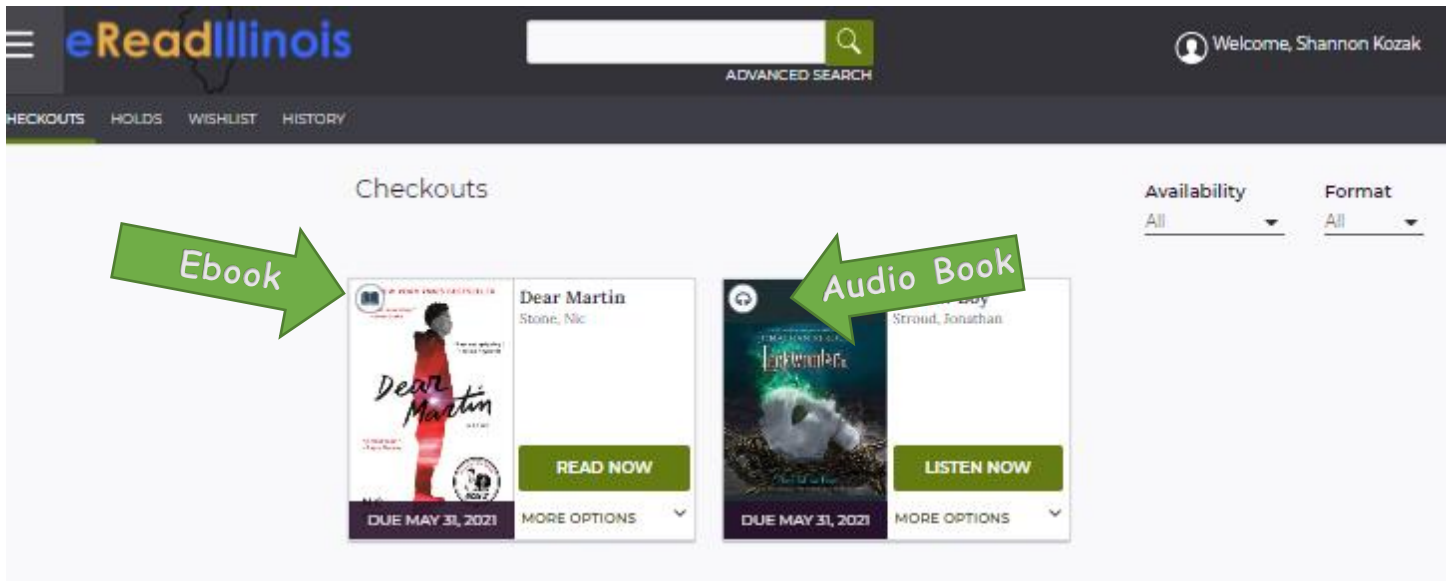 eReadIllinois
ADVANCED SEARCH
Welcome, Shannon Kozak
HECKOUTS HOLDS WISHLIST HISTORY
Checkouts
Availability
All
Format
All
Ebook
Audio Book
Dear Martin
Stone, Nic
Dear
Martin
READ NOW
DUE MAY 31, 2021
MORE OPTIONS
Stroud, Jonathan
Lockwood & Co.
LISTEN NOW
DUE MAY 31, 2021
MORE OPTIONS